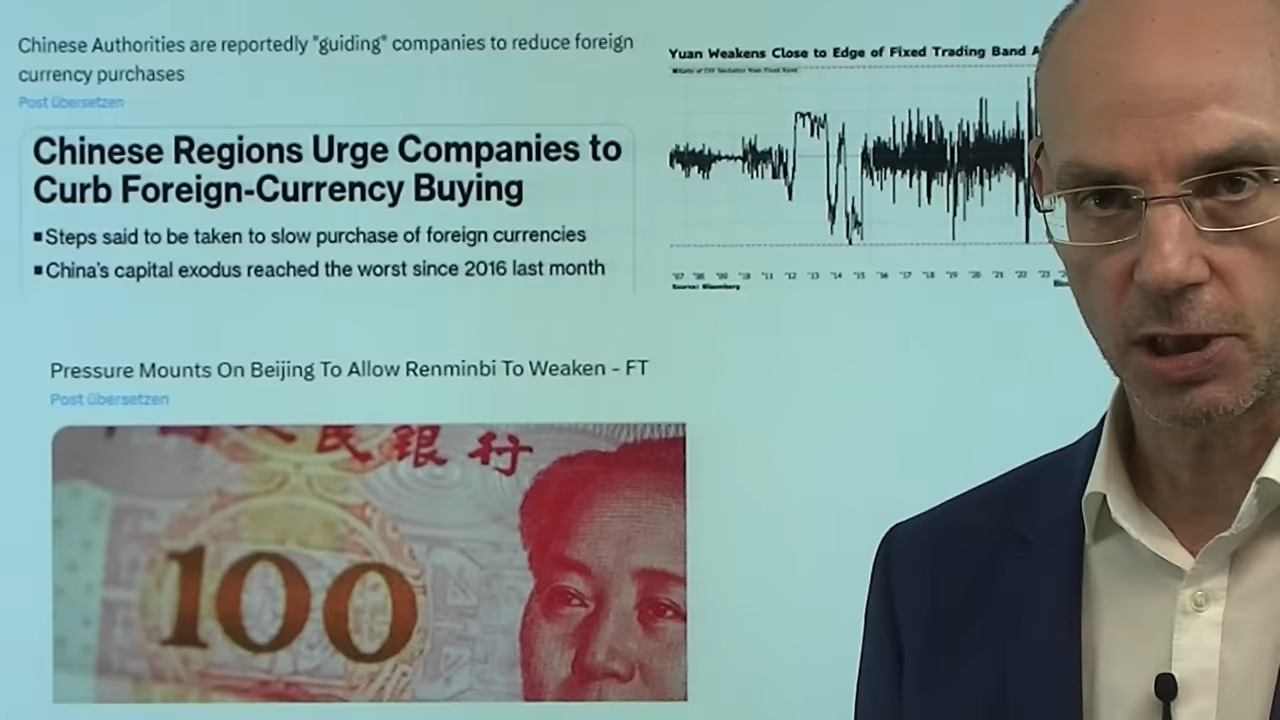 Chinese Authorities are reportedly "guiding" companies to reduce foreign
currency purchases
Post übersetzen
Chinese Regions Urge Companies to
Curb Foreign-Currency Buying
▪Steps said to be taken to slow purchase of foreign currencies
▪China's capital exodus reached the worst since 2016 last month
Yuan Weakens Close to Edge of Fixed Trading Band A
'07 '08 '09 '10 '11 '12 '13 '14 '15 '16 '17 '18 '19 '20 '21 '22 '23
Source: Bloomberg
Pressure Mounts On Beijing To Allow Renminbi To Weaken - FT
Post übersetzen
民银行
100